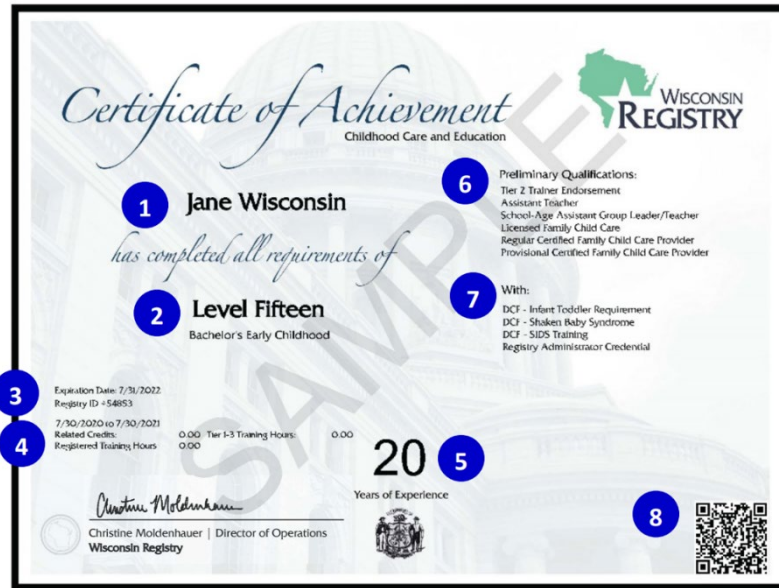 Certificate of Achievement
Childhood Care and Education
WISCONSIN
REGISTRY
1
Jane Wisconsin
has completed all requirements of
2
Level Fifteen
Bachelor's Early Childhood
6
Preliminary Qualifications:
Tier 2 Trainer Endorsement
Assistant Teacher
School-Age Assistant Group Leader/Teacher
Licensed Family Child Care
Regular Certified Family Child Care Provider
Provisional Certified Family Child Care Provider
7
With:
DCF - Infant Toddler Requirement
DCF - Shaken Baby Syndrome
DCF - SIDS Training
Registry Administrator Credential
3
Expiration Date: 7/31/2022
Registry ID #54853
4
7/30/2020 to 7/30/2021
Related Credits: 0.00 Tier 1-3 Training Hours: 0.00
Registered Training Hours 0.00
20
5
Years of Experience
Christine Moldenhauer
Christine Moldenhauer | Director of Operations
Wisconsin Registry
8
SAMPLE